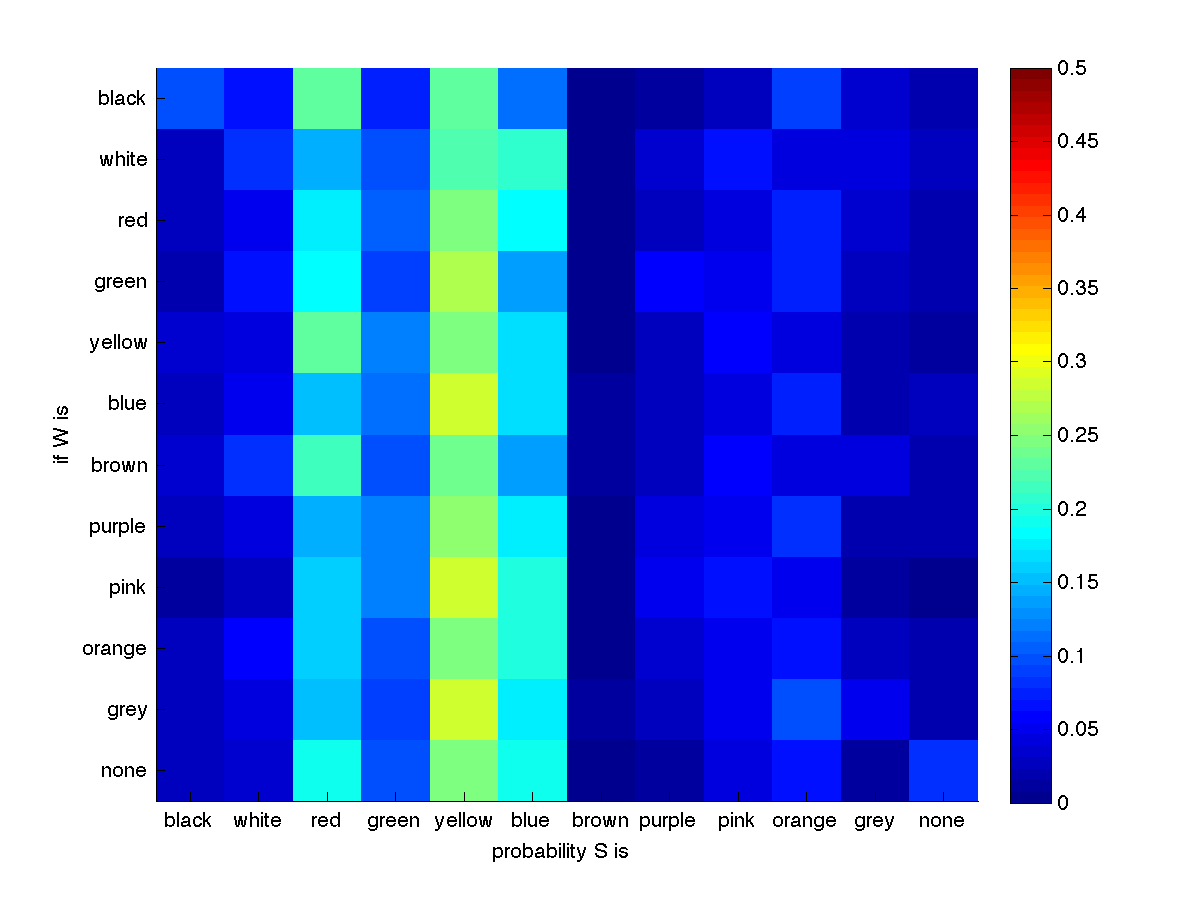 black
white
red
green
yellow
blue
brown
purple
pink
orange
grey
none
if W is
black white red green yellow blue brown purple pink orange grey none
probability S is
0.5
0.45
0.4
0.35
0.3
0.25
0.2
0.15
0.1
0.05
0